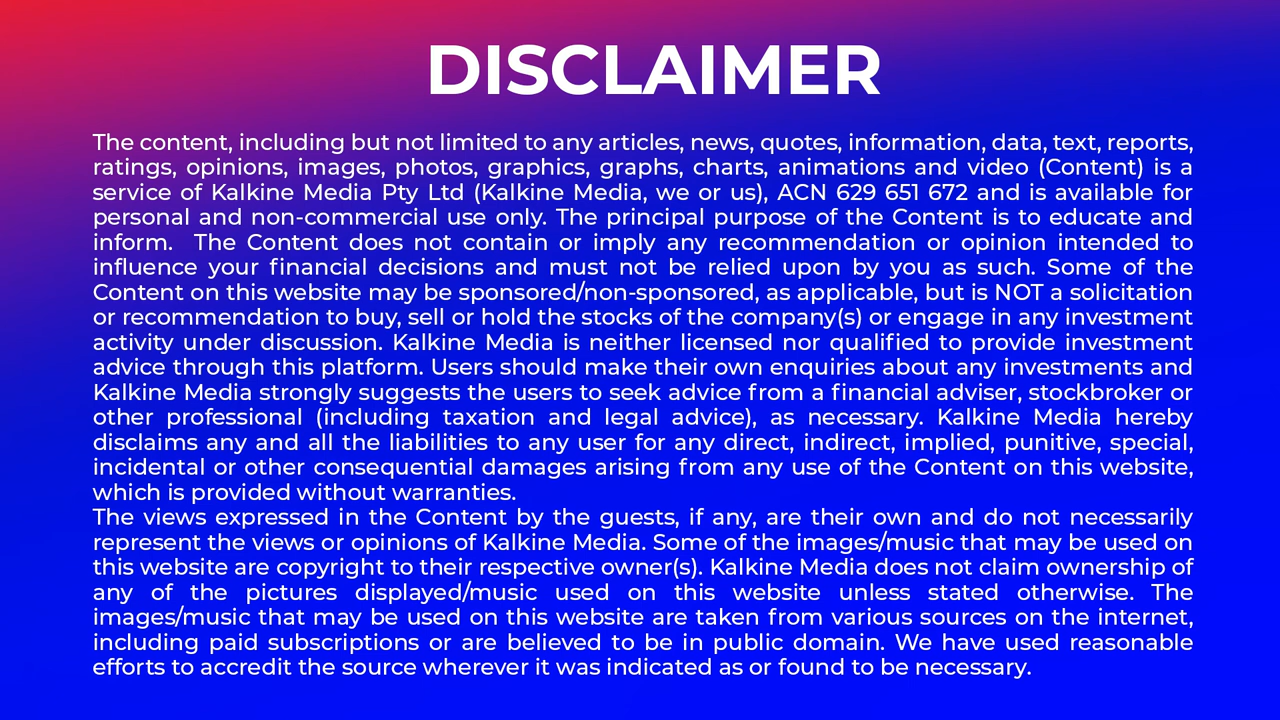 DISCLAIMER
The content, including but not limited to any articles, news, quotes, information, data, text, reports,
ratings, opinions, images, photos, graphics, graphs, charts, animations and video (Content) is a
service of Kalkine Media Pty Ltd (Kalkine Media, we or us), ACN 629 651 672 and is available for
personal and non-commercial use only. The principal purpose of the Content is to educate and
inform. The Content does not contain or imply any recommendation or opinion intended to
influence your financial decisions and must not be relied upon by you as such. Some of the
Content on this website may be sponsored/non-sponsored, as applicable, but is NOT a solicitation
or recommendation to buy, sell or hold the stocks of the company(s) or engage in any investment
activity under discussion. Kalkine Media is neither licensed nor qualified to provide investment
advice through this platform. Users should make their own enquiries about any investments and
Kalkine Media strongly suggests the users to seek advice from a financial adviser, stockbroker or
other professional (including taxation and legal advice), as necessary. Kalkine Media hereby
disclaims any and all the liabilities to any user for any direct, indirect, implied, punitive, special,
incidental or other consequential damages arising from any use of the Content on this website,
which is provided without warranties.
The views expressed in the Content by the guests, if any, are their own and do not necessarily
represent the views or opinions of Kalkine Media. Some of the images/music that may be used on
this website are copyright to their respective owner(s). Kalkine Media does not claim ownership of
any of the pictures displayed/music used on this website unless stated otherwise. The
images/music that may be used on this website are taken from various sources on the internet,
including paid subscriptions or are believed to be in public domain. We have used reasonable
efforts to accredit the source wherever it was indicated as or found to be necessary.